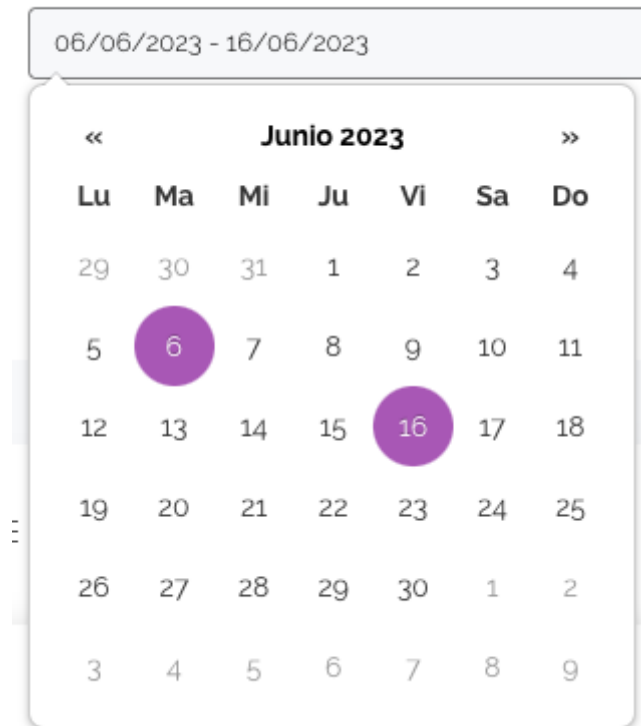 06/06/2023 - 16/06/2023
« Junio 2023 »
Lu Ma Mi Ju Vi Sa Do
29 30 31 1 2 3 4
5 6 7 8 9 10 11
12 13 14 15 16 17 18
19 20 21 22 23 24 25
26 27 28 29 30 1 2
3 4 5 6 7 8 9